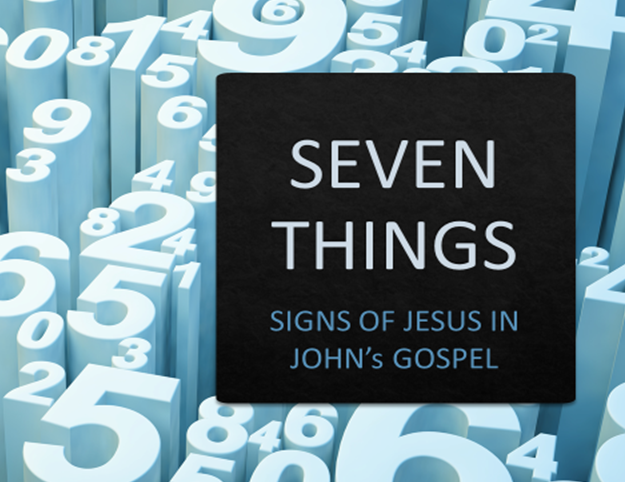 SEVEN
THINGS
SIGNS OF JESUS IN
JOHN's GOSPEL